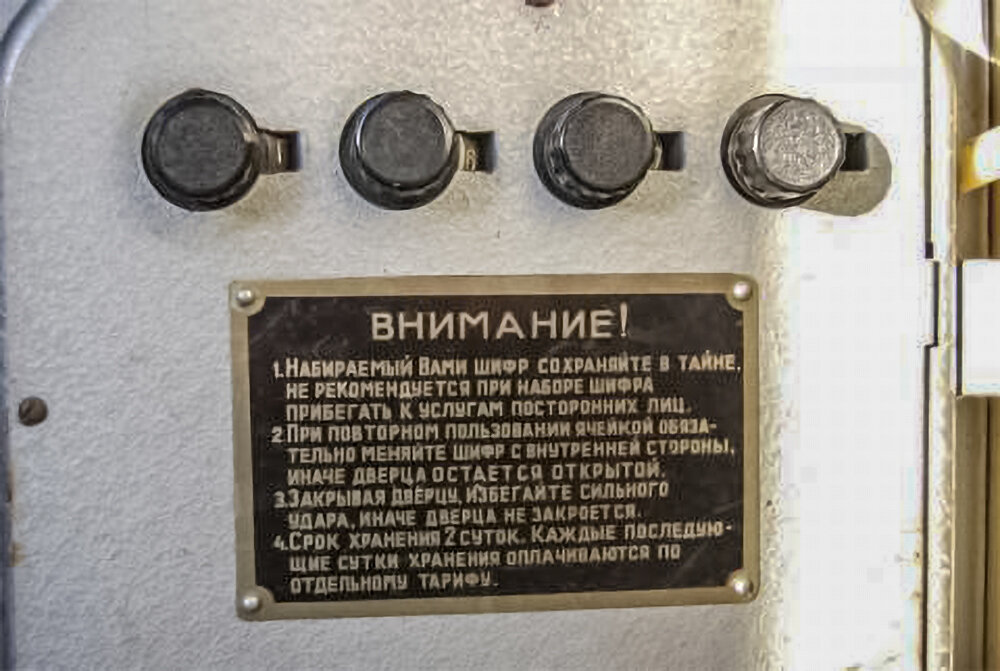 ВНИМАНИЕ!
1. НАБИРАЕМЫЙ ВАМИ ШИФР СОХРАНЯЙТЕ В ТАЙНЕ,
НЕ РЕКОМЕНДУЕТСЯ ПРИ НАБОРЕ ШИФРА
ПРИБЕГАТЬ К УСЛУГАМ ПОСТОРОННИХ ЛИЦ.
2. ПРИ ПОВТОРНОМ ПОЛЬЗОВАНИИ ЯЧЕЙКОЙ ОБЯЗА-
ТЕЛЬНО МЕНЯЙТЕ ШИФР С ВНУТРЕННЕЙ СТОРОНЫ,
ИНАЧЕ ДВЕРЦА ОСТАЕТСЯ ОТКРЫТОЙ.
3. ЗАКРЫВАЯ ДВЕРЦУ, ИЗБЕГАЙТЕ СИЛЬНОГО
УДАРА, ИНАЧЕ ДВЕРЦА НЕ ЗАКРОЕТСЯ.
4. СРОК ХРАНЕНИЯ 2 СУТОК. КАЖДЫЕ ПОСЛЕДУЮ-
ЩИЕ СУТКИ ХРАНЕНИЯ ОПЛАЧИВАЮТСЯ ПО
ОТДЕЛЬНОМУ ТАРИФУ.